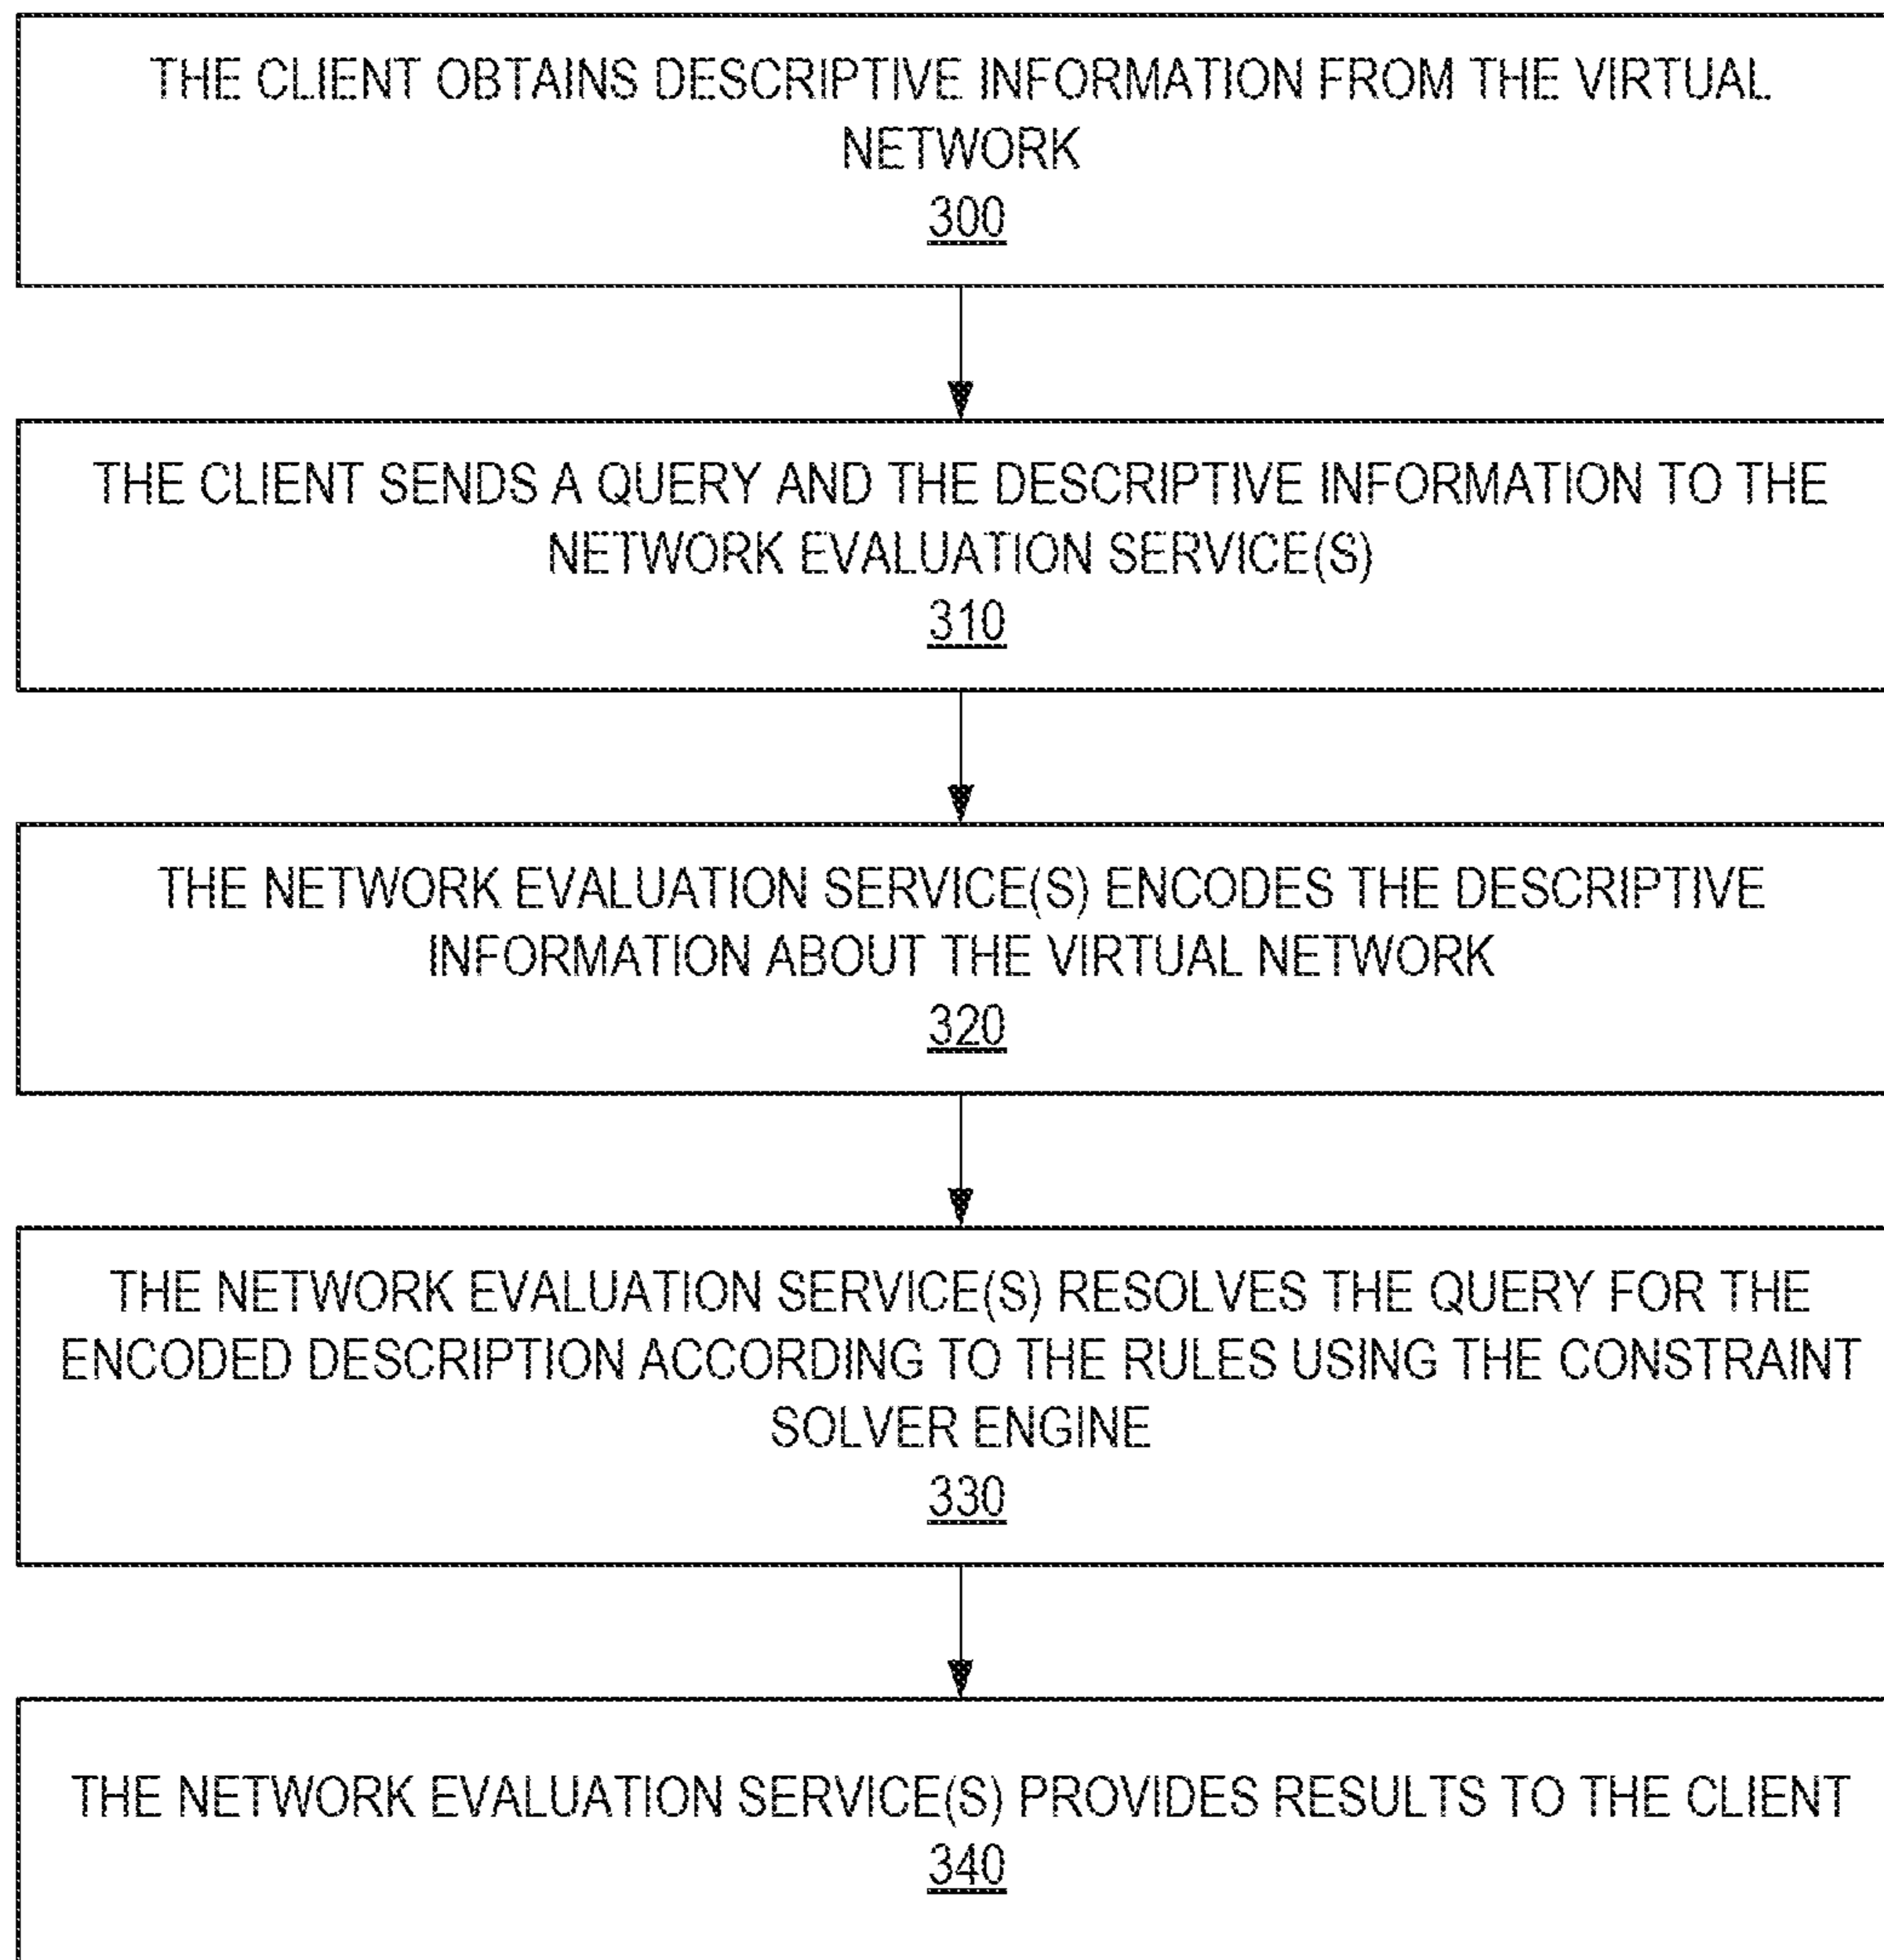 THE CLIENT OBTAINS DESCRIPTIVE INFORMATION FROM THE VIRTUAL
NETWORK
300
THE CLIENT SENDS A QUERY AND THE DESCRIPTIVE INFORMATION TO THE
NETWORK EVALUATION SERVICE(S)
310
THE NETWORK EVALUATION SERVICE(S) ENCODES THE DESCRIPTIVE
INFORMATION ABOUT THE VIRTUAL NETWORK
320
THE NETWORK EVALUATION SERVICE(S) RESOLVES THE QUERY FOR THE
ENCODED DESCRIPTION ACCORDING TO THE RULES USING THE CONSTRAINT
SOLVER ENGINE
330
THE NETWORK EVALUATION SERVICE(S) PROVIDES RESULTS TO THE CLIENT
340